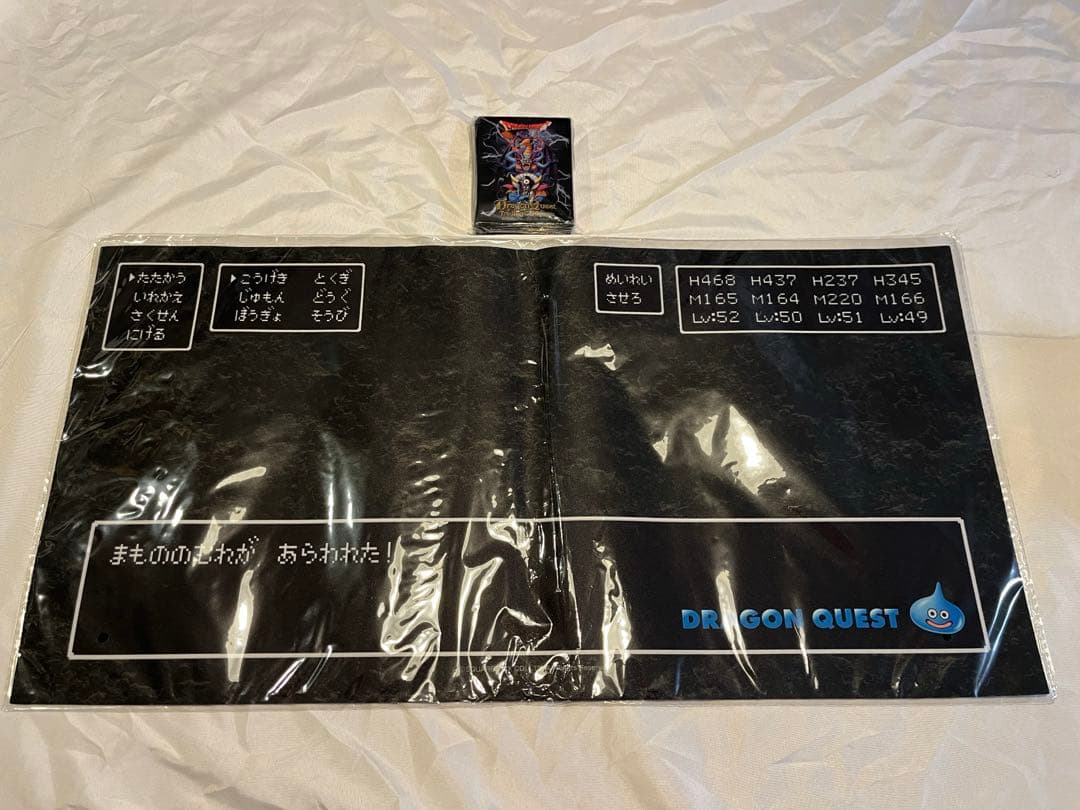 DRAGON QUEST
▶たたかう
いれかえ
さくせん
にげる
▶こうげき とくぎ
じゅもん どうぐ
ぼうぎょ そうび
めいれい
させろ
H468 H437 H237 H345
M165 M164 M220 M166
Lv:52 Lv:50 Lv:51 Lv:49
まもののむれが あらわれた!
DRAGON QUEST